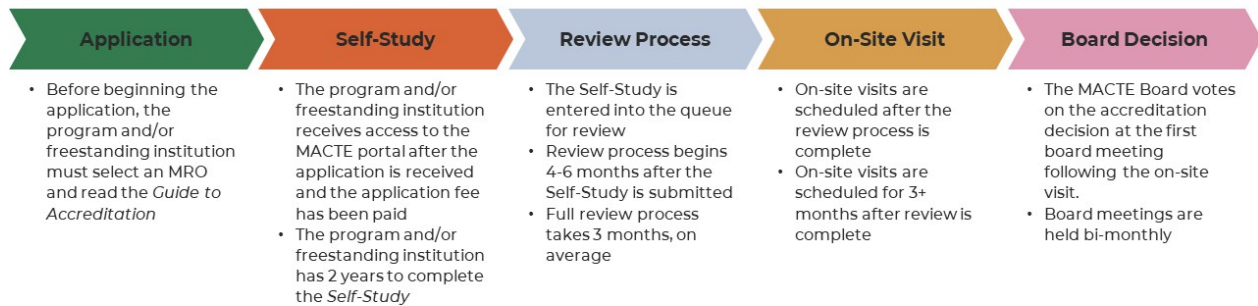 Application
Self-Study
Review Process
On-Site Visit
Board Decision
• Before beginning the
application, the
program and/or
freestanding institution
must select an MRO
and read the Guide to
Accreditation
• The program and/or
freestanding institution
receives access to the
MACTE portal after the
application is received
and the application fee
has been paid
• The program and/or
freestanding institution
has 2 years to complete
the Self-Study
• The Self-Study is
entered into the queue
for review
• Review process begins
4-6 months after the
Self-Study is submitted
• Full review process
takes 3 months, on
average
• On-site visits are
scheduled after the
review process is
complete
• On-site visits are
scheduled for 3+
months after review is
complete
• The MACTE Board votes
on the accreditation
decision at the first
board meeting
following the on-site
visit.
• Board meetings are
held bi-monthly